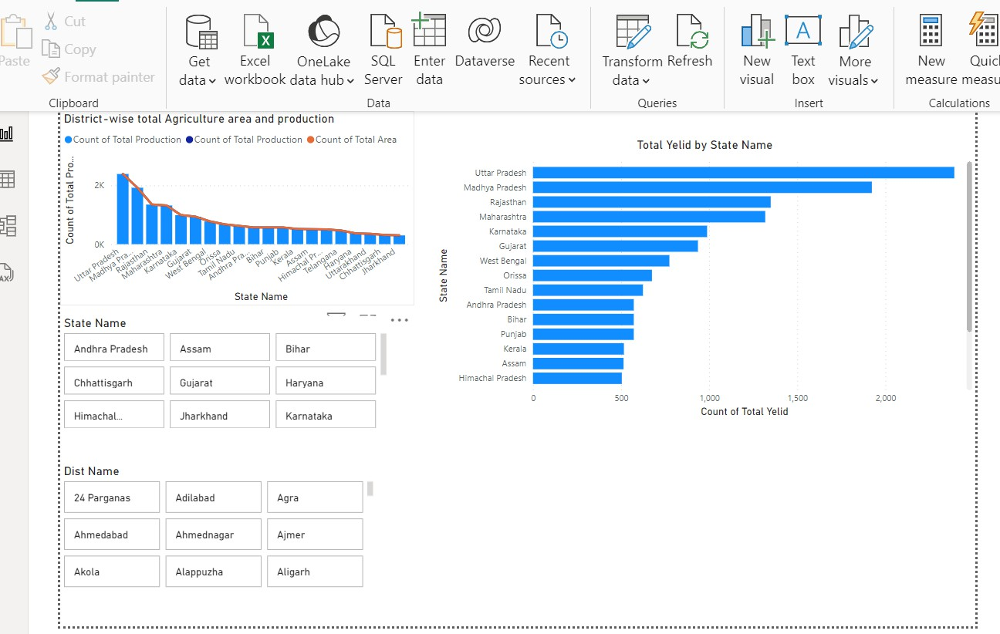 Cut
Copy
Format painter
Paste
Clipboard
Get data
Excel workbook
OneLake data hub
SQL Server
Enter data
Dataverse
Recent sources
Data
Transform data
Refresh
Queries
New visual
Text box
More visuals
Insert
New measure
Quic
measu
Calculations
District-wise total Agriculture area and production
Count of Total Production Count of Total Production Count of Total Area
Count of Total Pro...
2K
0K
Uttar Pradesh
Madhya Pra...
Rajasthan
Maharashtra
Karnataka
Gujarat
West Bengal
Orissa
Tamil Nadu
Andhra Pra...
Bihar
Punjab
Kerala
Assam
Himachal Pr...
Telangana
Haryana
Uttarakhand
Chhattisgarh
Jharkhand
State Name
State Name
Andhra Pradesh Assam Bihar
Chhattisgarh Gujarat Haryana
Himachal... Jharkhand Karnataka
Dist Name
24 Parganas Adilabad Agra
Ahmedabad Ahmednagar Ajmer
Akola Alappuzha Aligarh
Total Yelid by State Name
State Name
Uttar Pradesh
Madhya Pradesh
Rajasthan
Maharashtra
Karnataka
Gujarat
West Bengal
Orissa
Tamil Nadu
Andhra Pradesh
Bihar
Punjab
Kerala
Assam
Himachal Pradesh
0 500 1,000 1,500 2,000
Count of Total Yelid